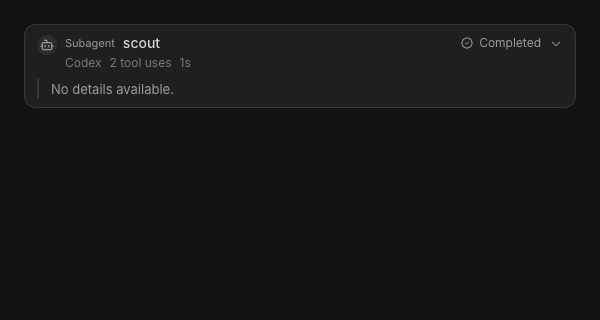 Subagent scout Completed
Codex 2 tool uses 1s
No details available.